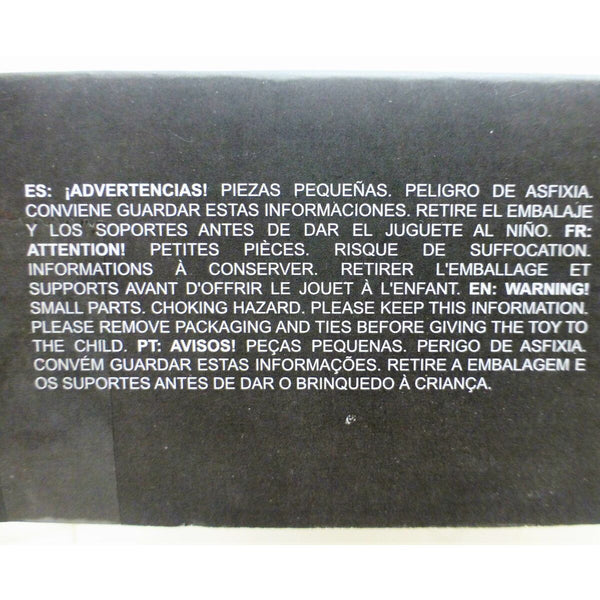 ES: ¡ADVERTENCIAS! PIEZAS PEQUEÑAS. PELIGRO DE ASFIXIA.
CONVIENE GUARDAR ESTAS INFORMACIONES. RETIRE EL EMBALAJE
Y LOS SOPORTES ANTES DE DAR EL JUGUETE AL NIÑO. FR:
ATTENTION! PETITES PIÈCES. RISQUE DE SUFFOCATION.
INFORMATIONS À CONSERVER. RETIRER L'EMBALLAGE ET
SUPPORTS AVANT D'OFFRIR LE JOUET À L'ENFANT. EN: WARNING!
SMALL PARTS. CHOKING HAZARD. PLEASE KEEP THIS INFORMATION.
PLEASE REMOVE PACKAGING AND TIES BEFORE GIVING THE TOY TO
THE CHILD. PT: AVISOS! PEÇAS PEQUENAS. PERIGO DE ASFIXIA.
CONVÉM GUARDAR ESTAS INFORMAÇÕES. RETIRE A EMBALAGEM E
OS SUPORTES ANTES DE DAR O BRINQUEDO À CRIANÇA.